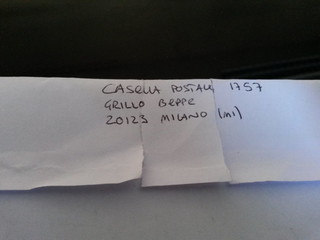 CASELLA POSTALE 1757
GRILLO BEPPE
20123 MILANO (MI)